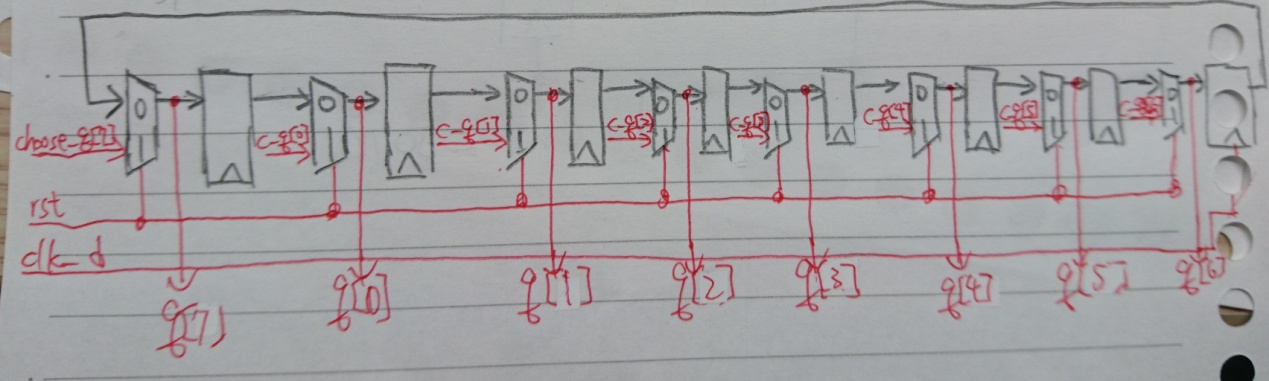 0 0 0 0 0 0 0 0
1 1 1 1 1 1 1 1
choose-q[7] c-q[0] c-q[1] c-q[2] c-q[3] c-q[4] c-q[5]
rst
clk_d
q[7] q[0] q[1] q[2] q[3] q[4] q[5] q[6]